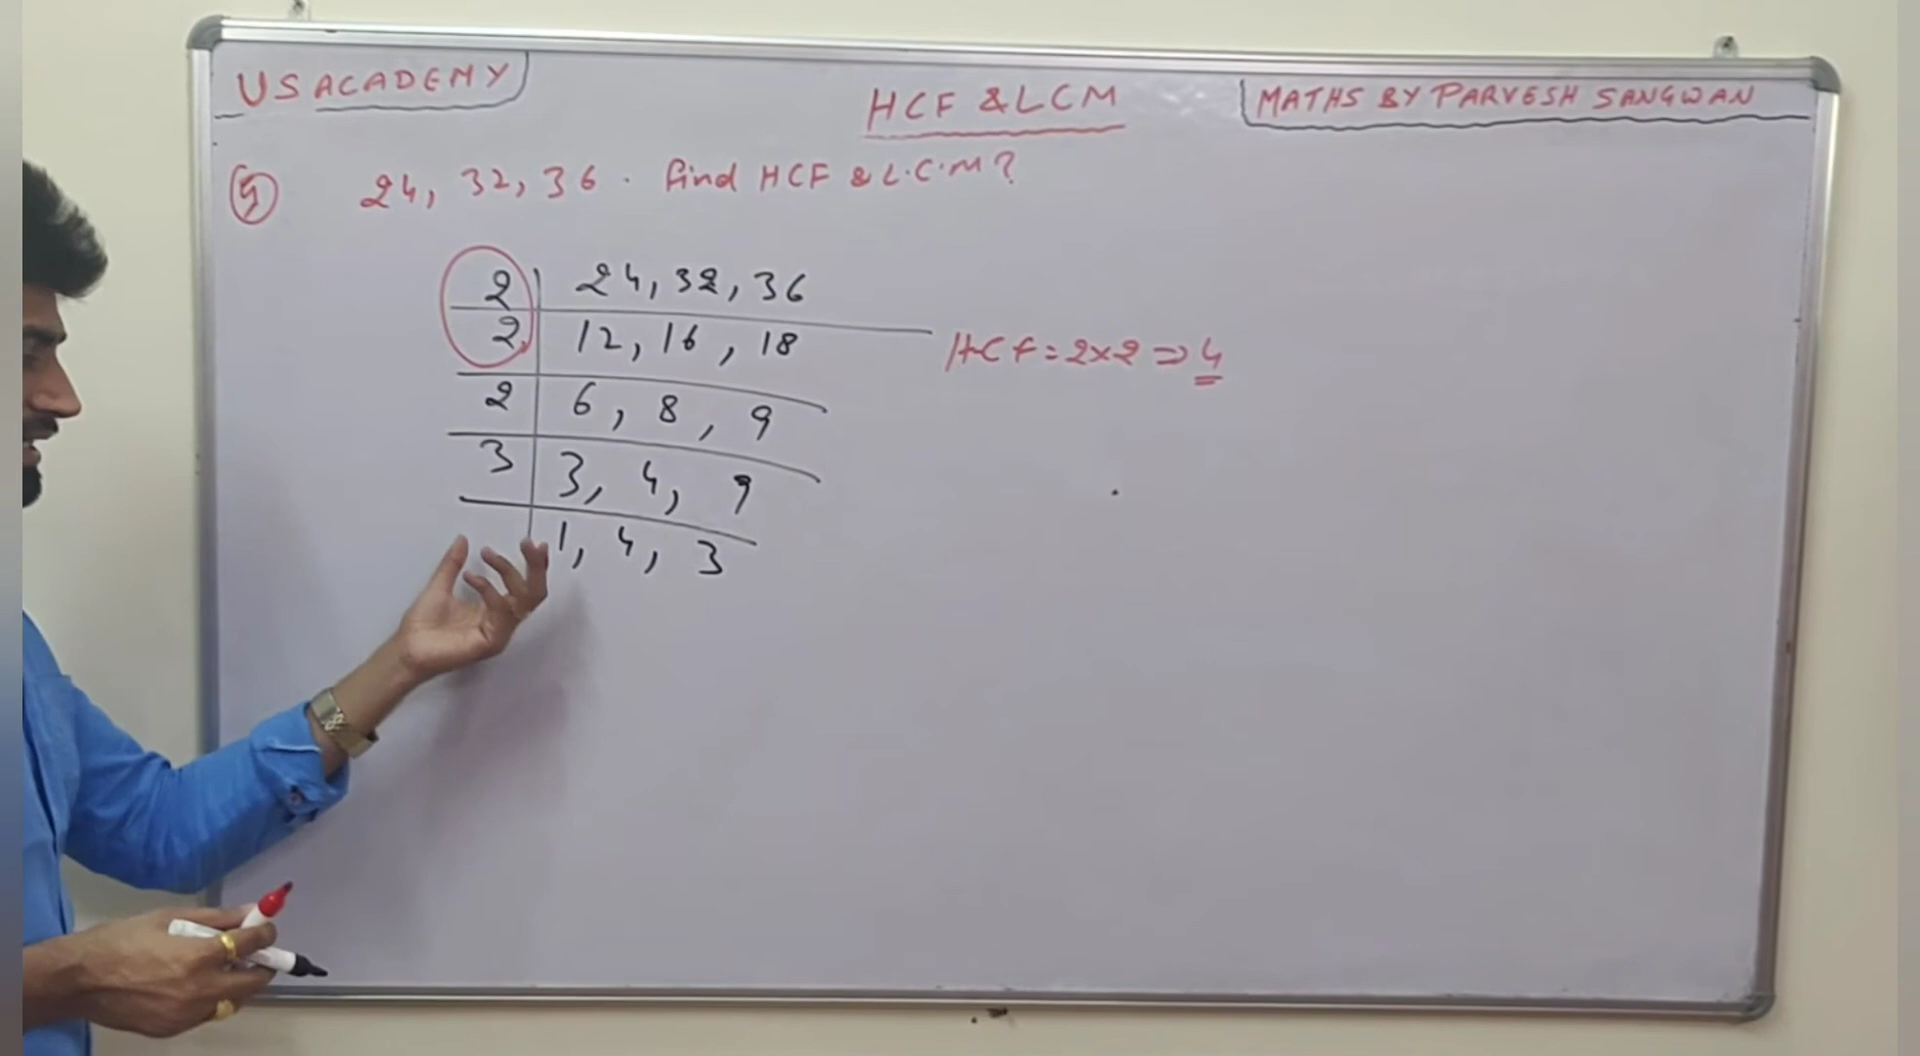 US ACADEMY
HCF & LCM
MATHS BY PARVESH SANGWAN
5 24, 32, 36 . find HCF & L.C.M?
2 24, 32, 36
2 12, 16, 18
HCF = 2×2 ⇒ 4
2 6, 8, 9
3 3, 4, 9
1, 4, 3